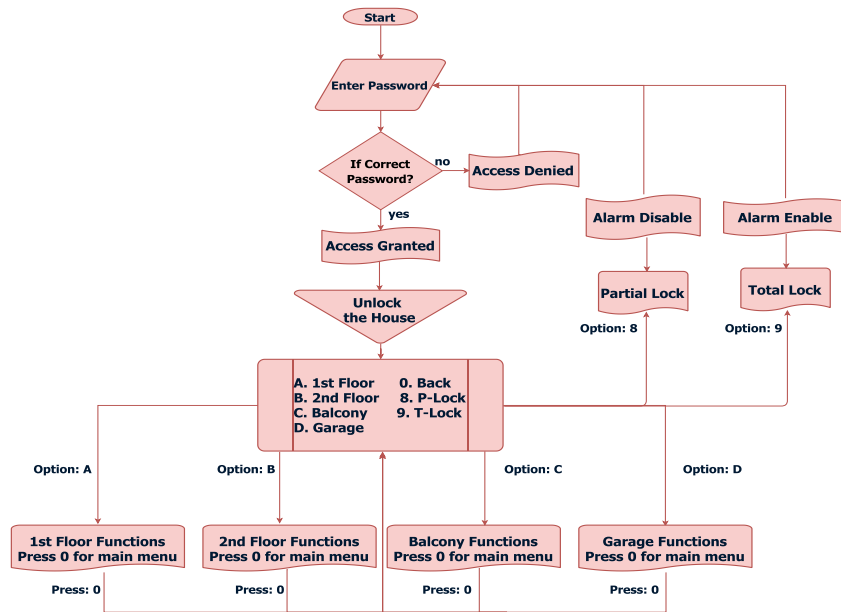 Start
Enter Password
If Correct
Password?
no
Access Denied
yes
Access Granted
Alarm Disable
Alarm Enable
Partial Lock
Total Lock
Option: 8
Option: 9
Unlock
the House
A. 1st Floor 0. Back
B. 2nd Floor 8. P-Lock
C. Balcony 9. T-Lock
D. Garage
Option: A
Option: B
Option: C
Option: D
1st Floor Functions
Press 0 for main menu
2nd Floor Functions
Press 0 for main menu
Balcony Functions
Press 0 for main menu
Garage Functions
Press 0 for main menu
Press: 0
Press: 0
Press: 0
Press: 0